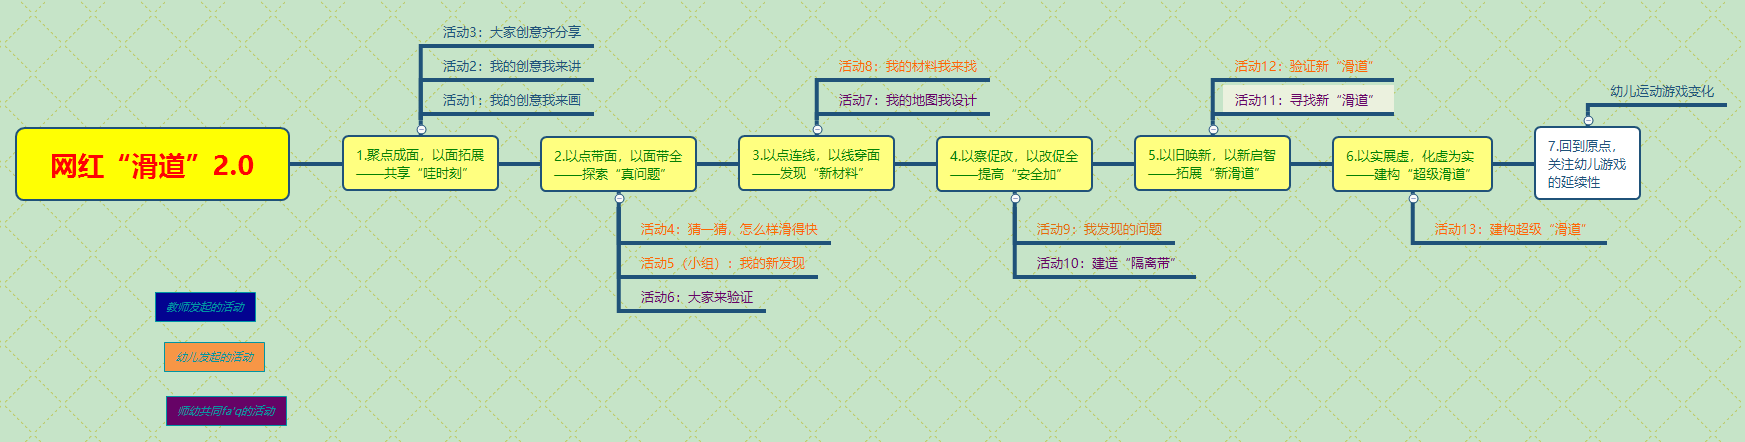 网红“滑道”2.0
活动3：大家创意齐分享
活动2：我的创意我来讲
活动1：我的创意我来画
1.聚点成面，以面拓展
——共享“哇时刻”
2.以点带面，以面带全
——探索“真问题”
活动4：猜一猜，怎么样滑得快
活动5（小组）：我的新发现
活动6：大家来验证
活动8：我的材料我来找
活动7：我的地图我设计
3.以点连线，以线穿面
——发现“新材料”
4.以察促改，以改促全
——提高“安全加”
活动9：我发现的问题
活动10：建造“隔离带”
活动12：验证新“滑道”
活动11：寻找新“滑道”
5.以旧唤新，以新启智
——拓展“新滑道”
6.以实展虚，化虚为实
——建构“超级滑道”
活动13：建构超级“滑道”
幼儿运动游戏变化
7.回到原点，
关注幼儿游戏
的延续性
教师发起的活动
幼儿发起的活动
师幼共同fa'q的活动